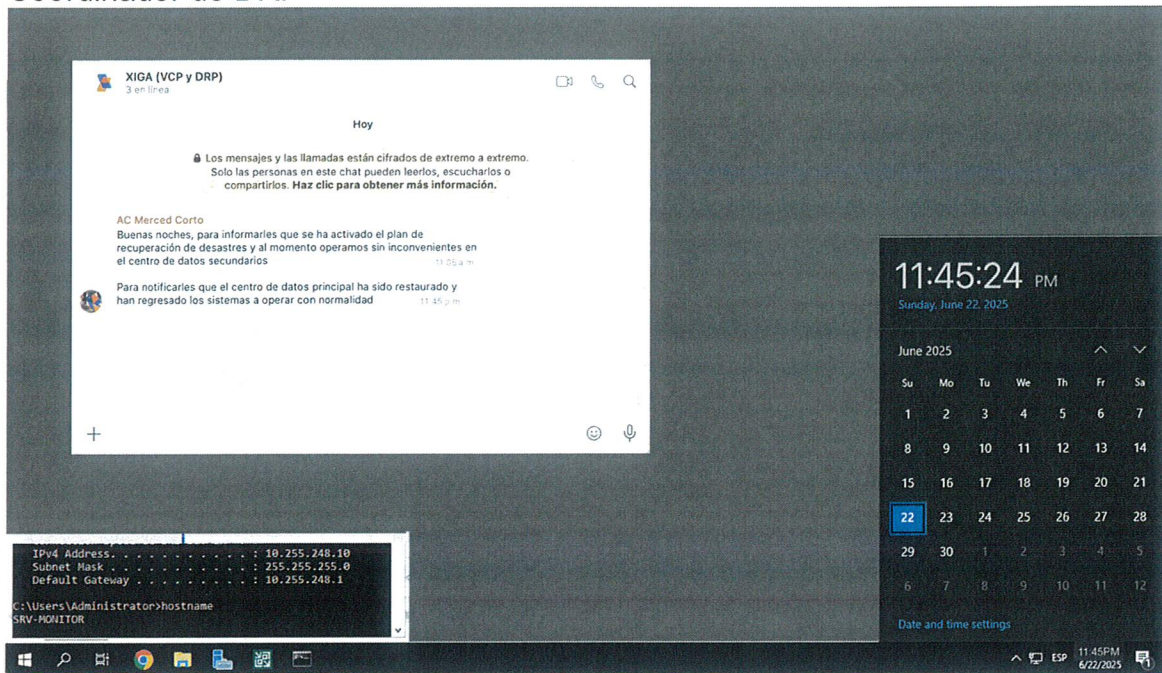 XIGA (VCP y DRP)
3 en línea
Hoy
Los mensajes y las llamadas están cifrados de extremo a extremo.
Solo las personas en este chat pueden leerlos, escucharlos o
compartirlos. Haz clic para obtener más información.
AC Merced Corto
Buenas noches, para informarles que se ha activado el plan de
recuperación de desastres y al momento operamos sin inconvenientes en
el centro de datos secundarios
Para notificarles que el centro de datos principal ha sido restaurado y
han regresado los sistemas a operar con normalidad
11:45 p.m
IPv4 Address. . . . . . . . . . . : 10.255.248.10
Subnet Mask . . . . . . . . . . . : 255.255.255.0
Default Gateway . . . . . . . . . : 10.255.248.1
C:\Users\Administrator>hostname
SRV-MONITOR
11:45:24 PM
Sunday, June 22, 2025
June 2025
Su Mo Tu We Th Fr Sa
1 2 3 4 5 6 7
8 9 10 11 12 13 14
15 16 17 18 19 20 21
22 23 24 25 26 27 28
29 30 1 2 3 4 5
6 7 8 9 10 11 12
Date and time settings
ESP
11:45PM
6/22/2025